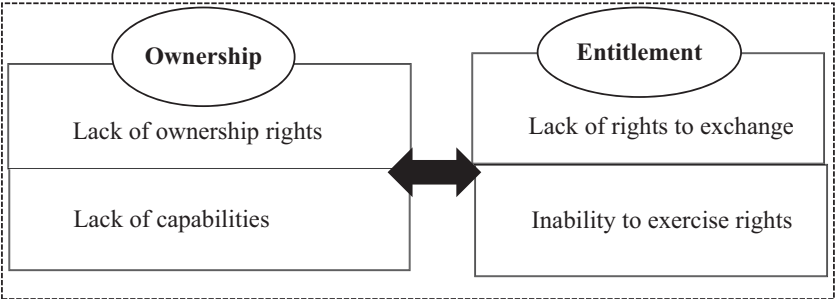 Ownership
Lack of ownership rights
Lack of capabilities
Entitlement
Lack of rights to exchange
Inability to exercise rights